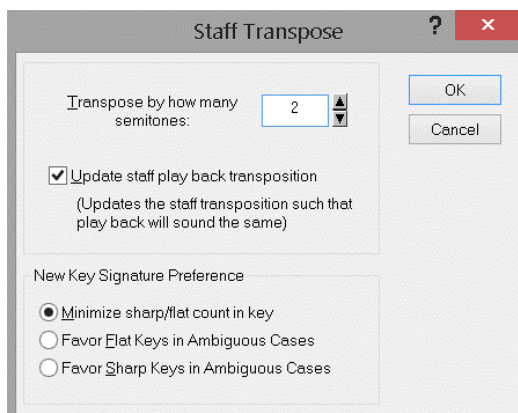 Staff Transpose
?
x
Transpose by how many
semitones:
2
OK
Cancel
Update staff play back transposition
(Updates the staff transposition such that
play back will sound the same)
New Key Signature Preference
Minimize sharp/flat count in key
Favor Flat Keys in Ambiguous Cases
Favor Sharp Keys in Ambiguous Cases